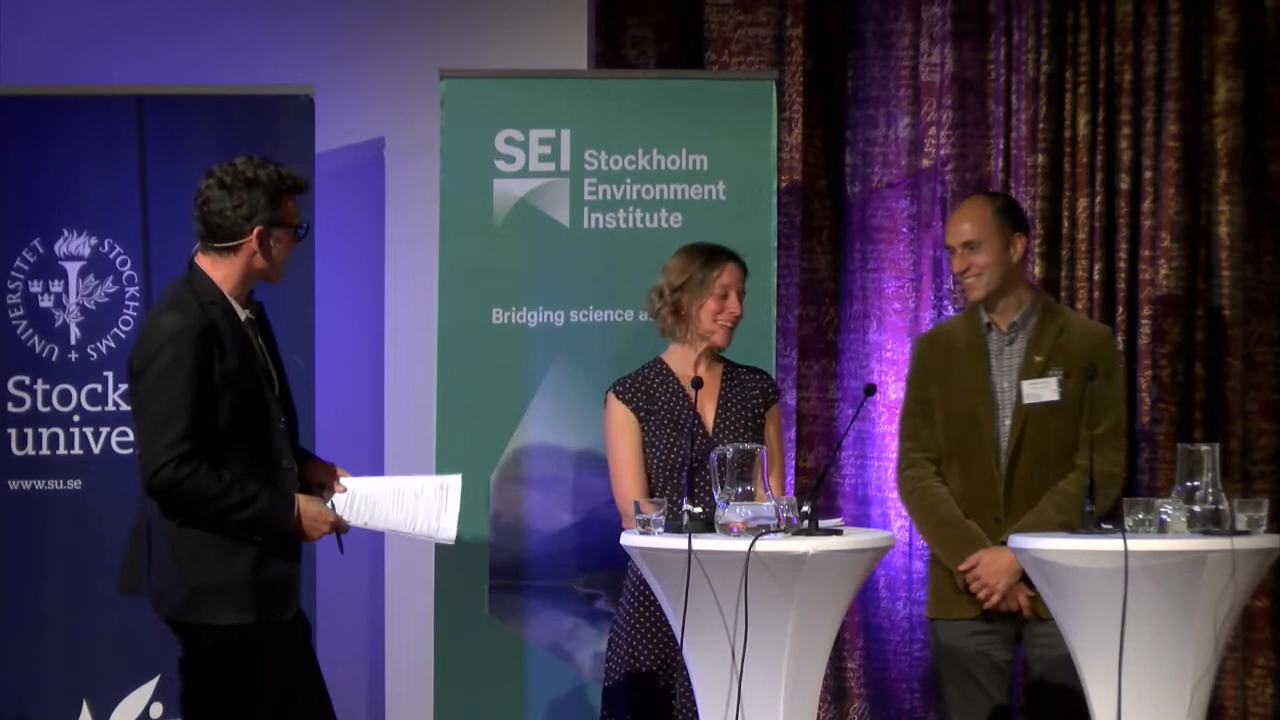 STOCKHOLMS + UNIVERSITET
Stock
unive
www.su.se
SEI Stockholm
Environment
Institute
Bridging science